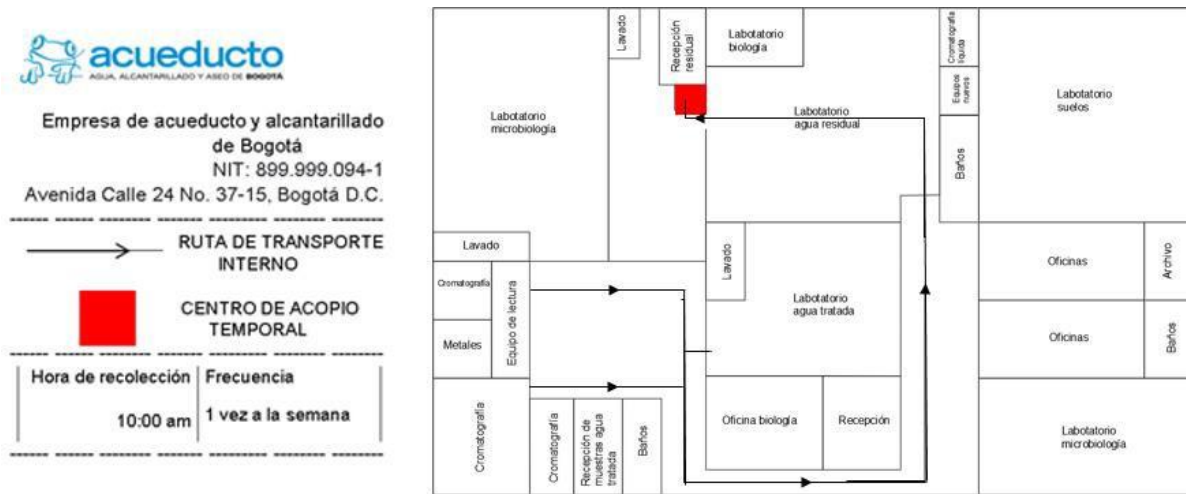 acueducto
AGUA, ALCANTARILLADO Y ASEO DE BOGOTÁ
Empresa de acueducto y alcantarillado
de Bogotá
NIT: 899.999.094-1
Avenida Calle 24 No. 37-15, Bogotá D.C.
RUTA DE TRANSPORTE
INTERNO
CENTRO DE ACOPIO
TEMPORAL
Hora de recolección
10:00 am
Frecuencia
1 vez a la semana
Labotatorio
microbiología
Lavado
Recepción
residual
Labotatorio
biología
Labotatorio
agua residual
Cromatografía
líquida
Equipos
nuevos
Baños
Labotatorio
suelos
Lavado
Cromatografía
Metales
Equipo de lectura
Cromatografía
Cromatografía
Recepción de
muestras agua
tratada
Baños
Lavado
Labotatorio
agua tratada
Oficina biología
Recepción
Oficinas
Archivo
Oficinas
Baños
Labotatorio
microbiología